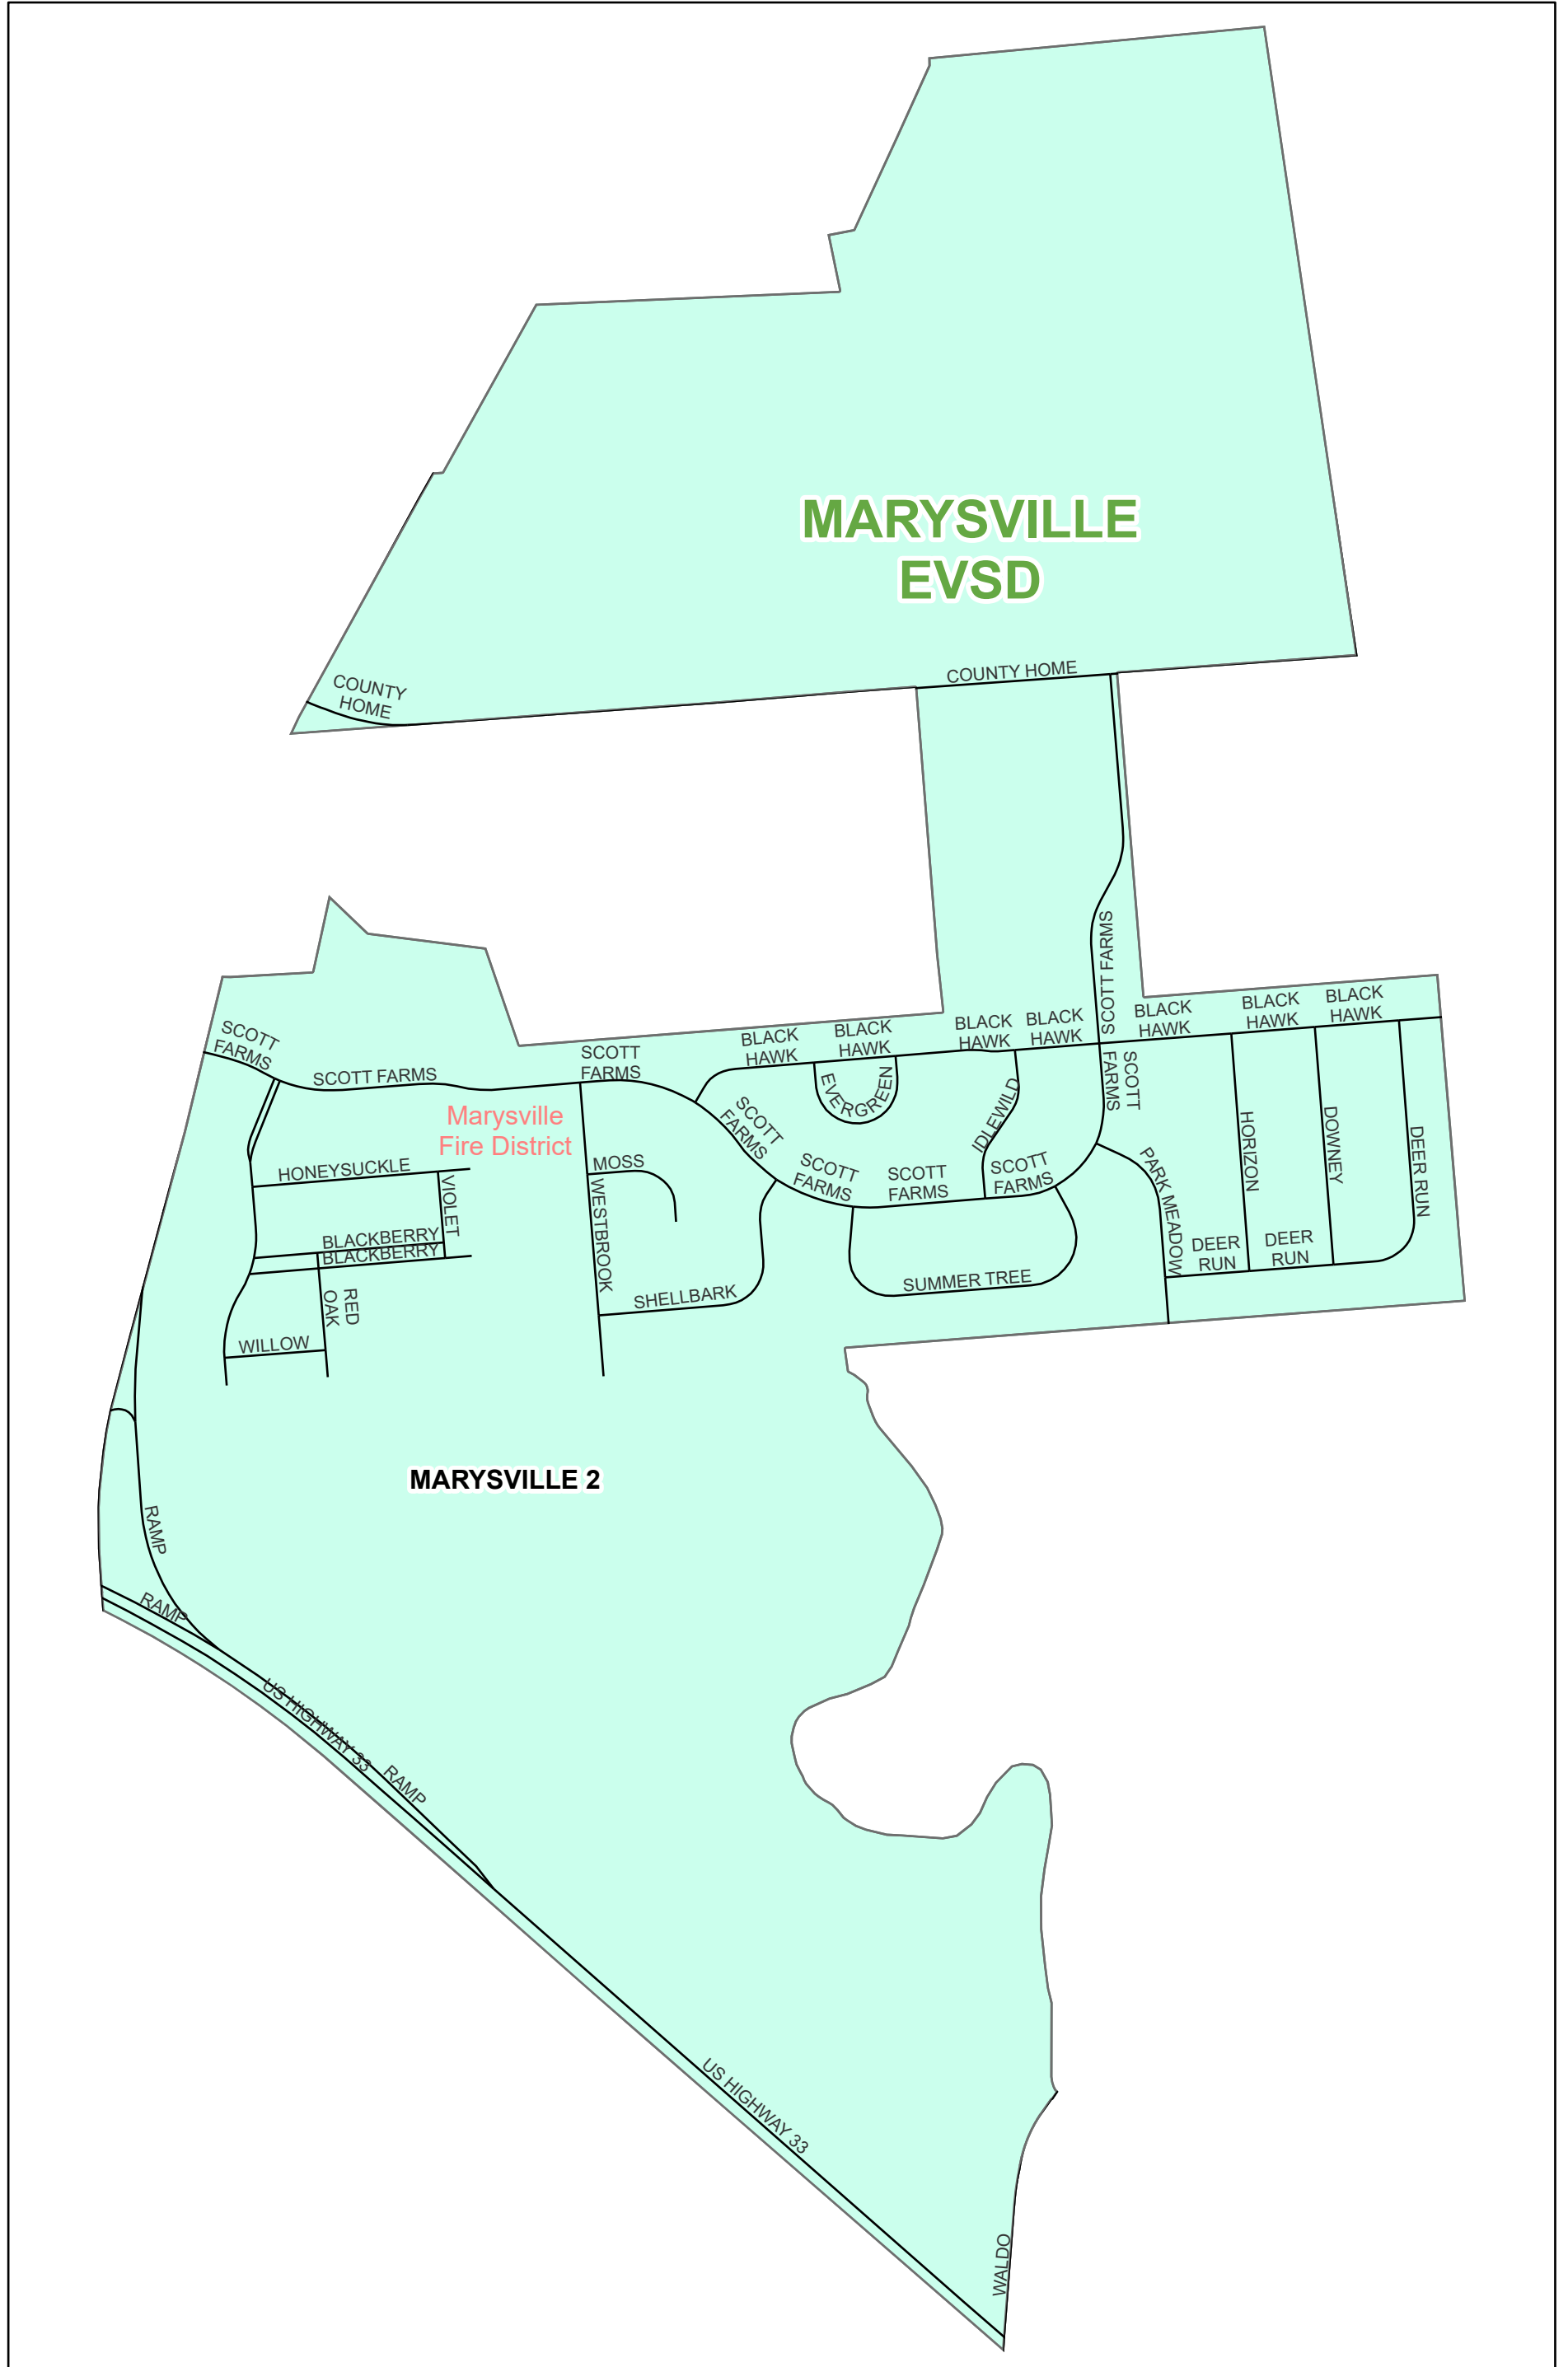 MARYSVILLE
EVSD
COUNTY HOME
COUNTY
HOME
SCOTT FARMS
BLACK
HAWK
BLACK
HAWK
BLACK
HAWK
BLACK
HAWK
BLACK
HAWK
BLACK
HAWK
BLACK
HAWK
SCOTT
FARMS
SCOTT FARMS
SCOTT
FARMS
SCOTT
FARMS
EVERGREEN
IDLEWILD
SCOTT
FARMS
Marysville
Fire District
HORIZON
DOWNEY
DEER RUN
HONEYSUCKLE
VIOLET
MOSS
WESTBROOK
SCOTT
FARMS
SCOTT
FARMS
SCOTT
FARMS
PARK MEADOW
BLACKBERRY
BLACKBERRY
DEER
RUN
DEER
RUN
RED
OAK
SHELLBARK
SUMMER TREE
WILLOW
MARYSVILLE 2
RAMP
RAMP
US HIGHWAY 33
RAMP
US HIGHWAY 33
WALDO